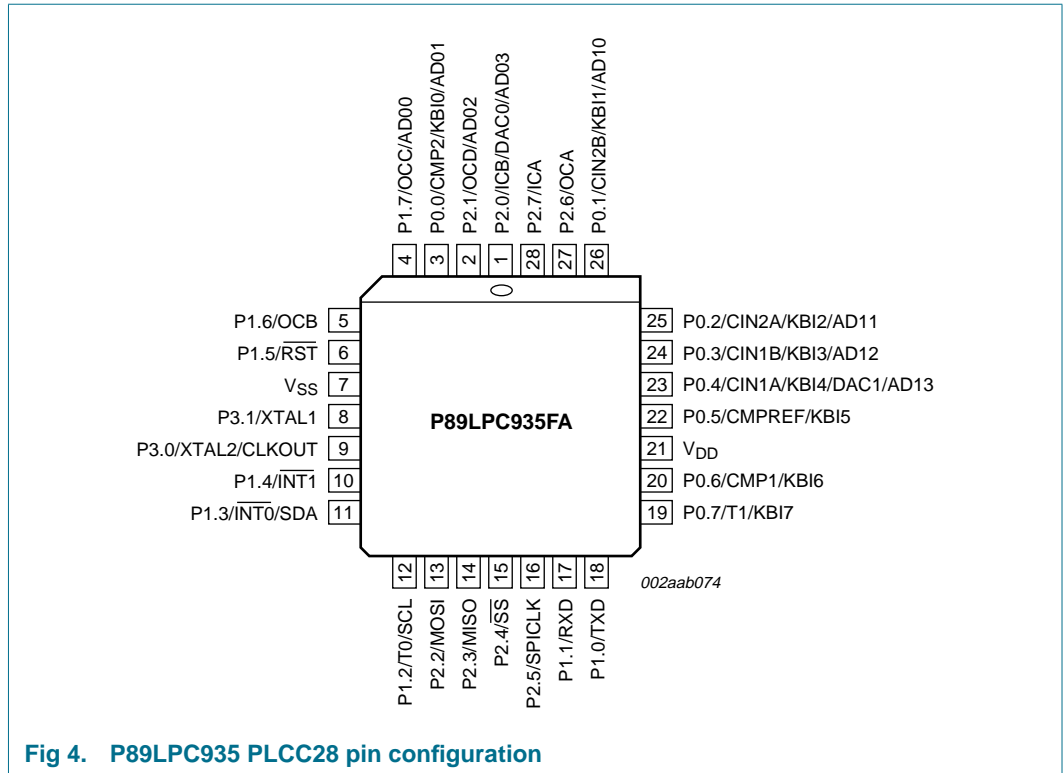 P1.7/OCC/AD00
P0.0/CMP2/KBI0/AD01
P2.1/OCD/AD02
P2.0/ICB/DAC0/AD03
P2.7/ICA
P2.6/OCA
P0.1/CIN2B/KBI1/AD10
4
3
2
1
28
27
26
P1.6/OCB 5
P1.5/R̅S̅T̅ 6
VSS 7
P3.1/XTAL1 8
P3.0/XTAL2/CLKOUT 9
P1.4/I̅N̅T̅1̅ 10
P1.3/I̅N̅T̅0̅/SDA 11
P89LPC935FA
25 P0.2/CIN2A/KBI2/AD11
24 P0.3/CIN1B/KBI3/AD12
23 P0.4/CIN1A/KBI4/DAC1/AD13
22 P0.5/CMPREF/KBI5
21 VDD
20 P0.6/CMP1/KBI6
19 P0.7/T1/KBI7
12
13
14
15
16
17
18
P1.2/T0/SCL
P2.2/MOSI
P2.3/MISO
P2.4/S̅S̅
P2.5/SPICLK
P1.1/RXD
P1.0/TXD
002aab074
Fig 4. P89LPC935 PLCC28 pin configuration